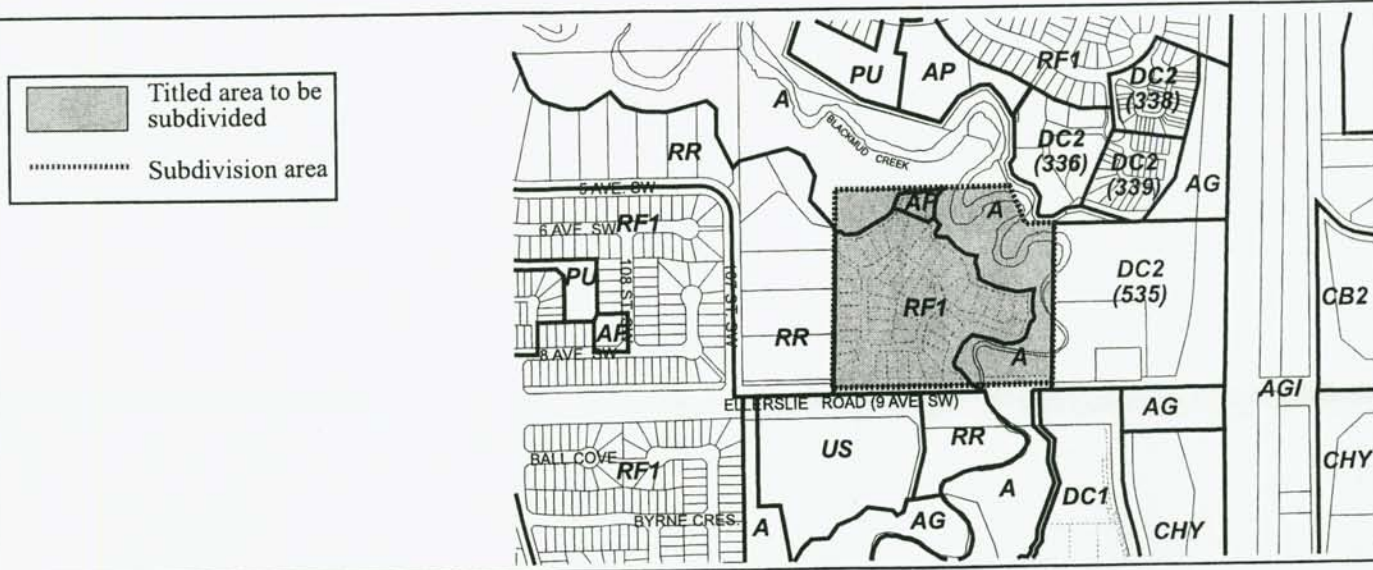 Titled area to be
subdivided
Subdivision area
PU
AP
RF1
DC2
(338)
A
BLACKMUD CREEK
DC2
(336)
DC2
(339)
AG
RR
5 AVE. SW
6 AVE. SW
RF1
AP
A
PU
108 ST. SW
107 ST. SW
DC2
(535)
CB2
RF1
AP
8 AVE. SW
RR
A
ELLERSLIE ROAD (9 AVE. SW)
AG
AGI
US
RR
BALL COVE
RF1
A
DC1
CHY
BYRNE CRES.
A
AG
CHY